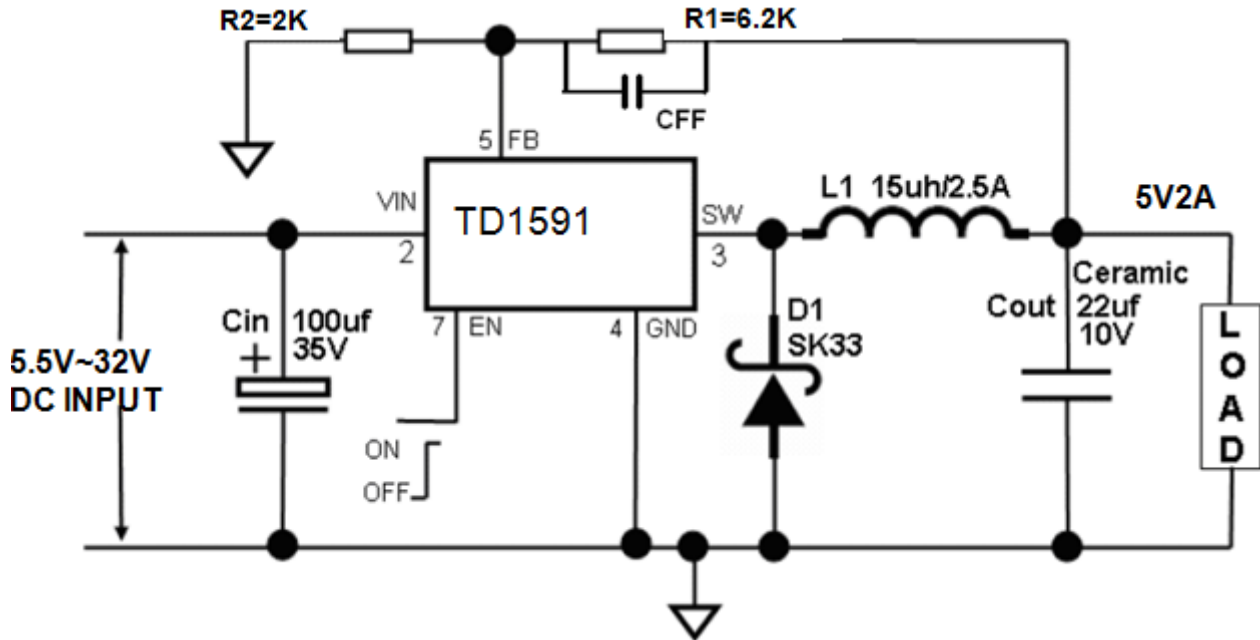 R2=2K
R1=6.2K
CFF
5 FB
VIN
TD1591
SW
L1 15uh/2.5A
5V2A
2
3
Cin 100uf
35V
+
7 EN
4 GND
D1
SK33
Ceramic
Cout 22uf
10V
5.5V~32V
DC INPUT
ON
OFF
L
O
A
D